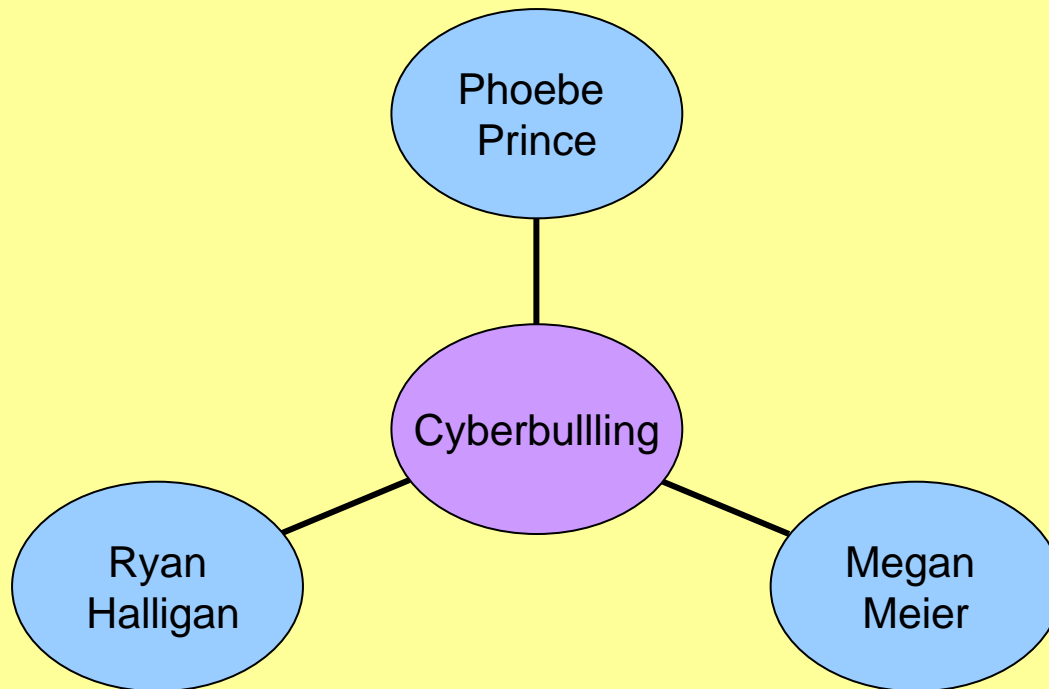 Phoebe
Prince
Cyberbullling
Ryan
Halligan
Megan
Meier